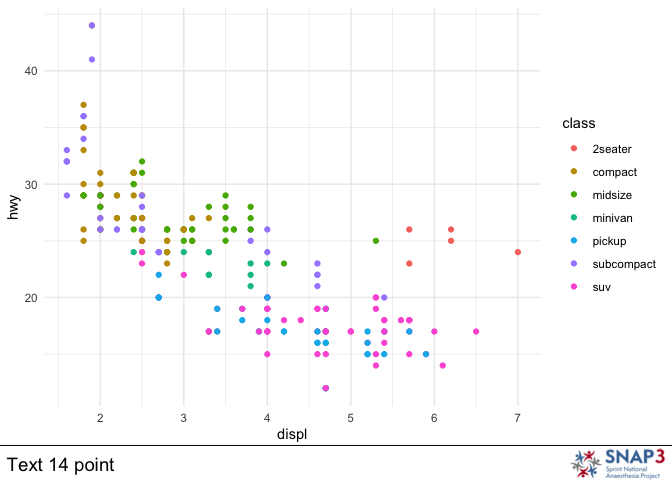 40
30
20
hwy
2 3 4 5 6 7
displ
class
2seater
compact
midsize
minivan
pickup
subcompact
suv
Text 14 point
SNAP3
Sprint National
Anaesthesia Project